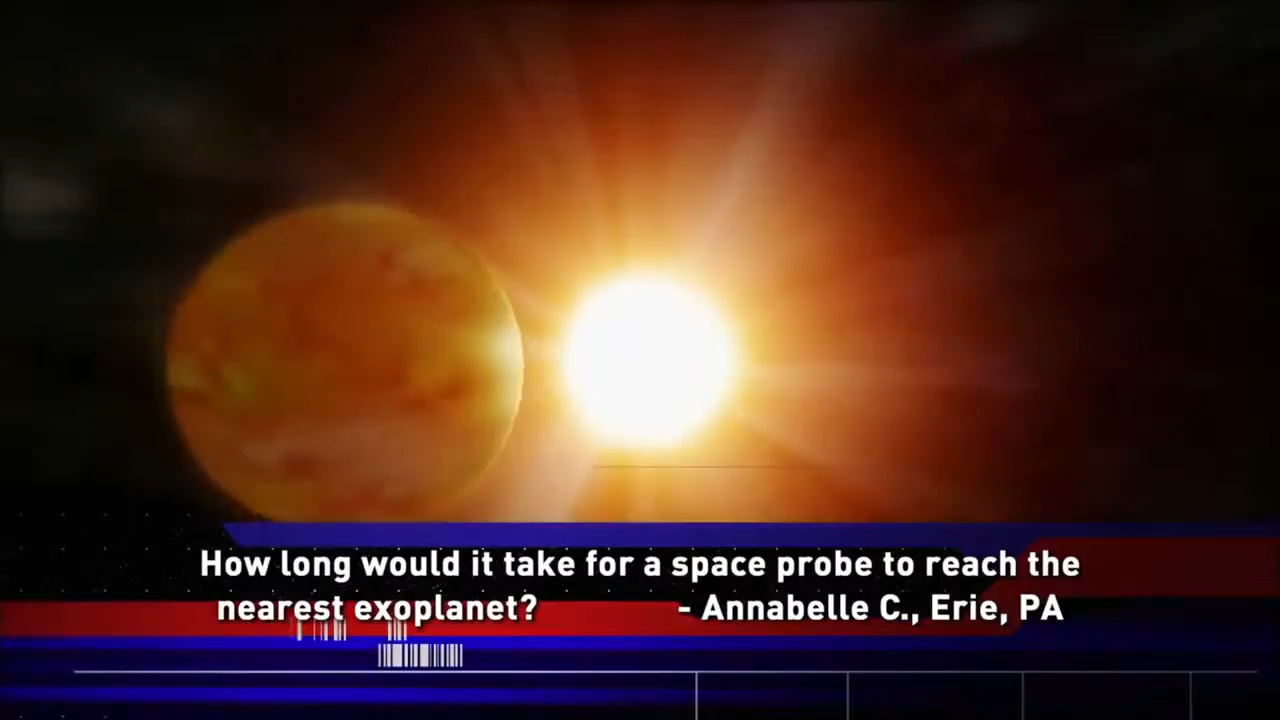 How long would it take for a space probe to reach the
nearest exoplanet? - Annabelle C., Erie, PA